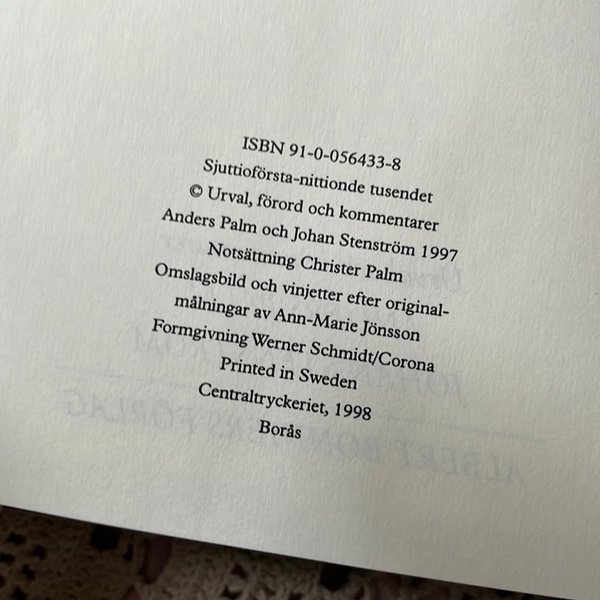 ISBN 91-0-056433-8
Sjuttioförsta-nittionde tusendet
© Urval, förord och kommentarer
Anders Palm och Johan Stenström 1997
Notsättning Christer Palm
Omslagsbild och vinjetter efter original-
målningar av Ann-Marie Jönsson
Formgivning Werner Schmidt/Corona
Printed in Sweden
Centraltryckeriet, 1998
Borås